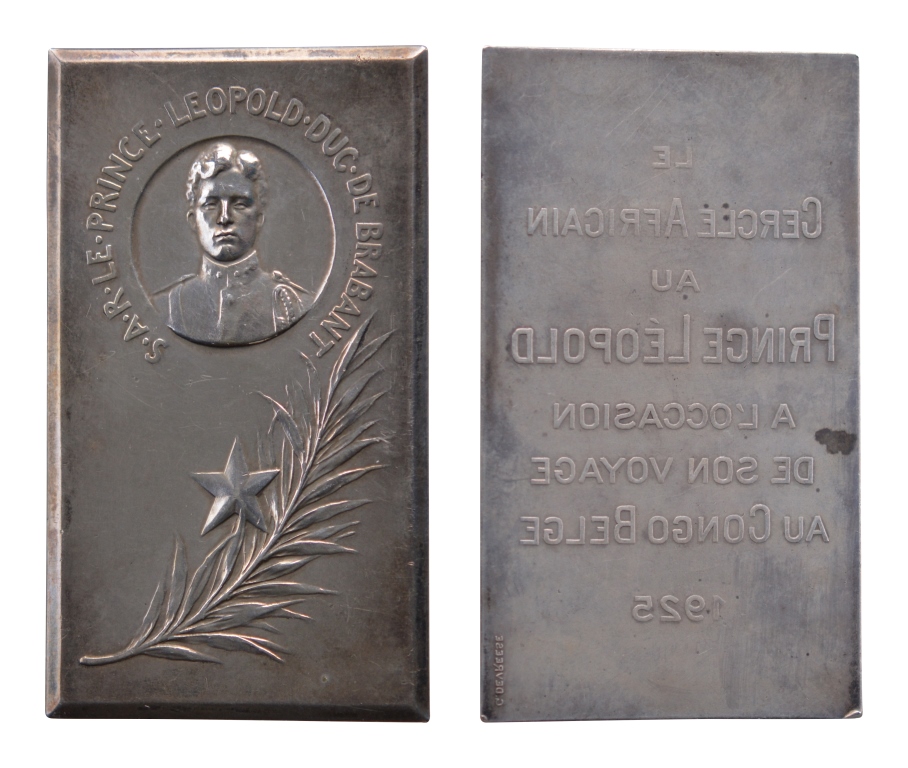 S·A·R·LE·PRINCE·LEOPOLD·DUC·DE BRABANT
LE
CERCLE AFRICAIN
AU
PRINCE LÉOPOLD
A L'OCCASION
DE SON VOYAGE
AU CONGO BELGE
1925
C DEVREESE